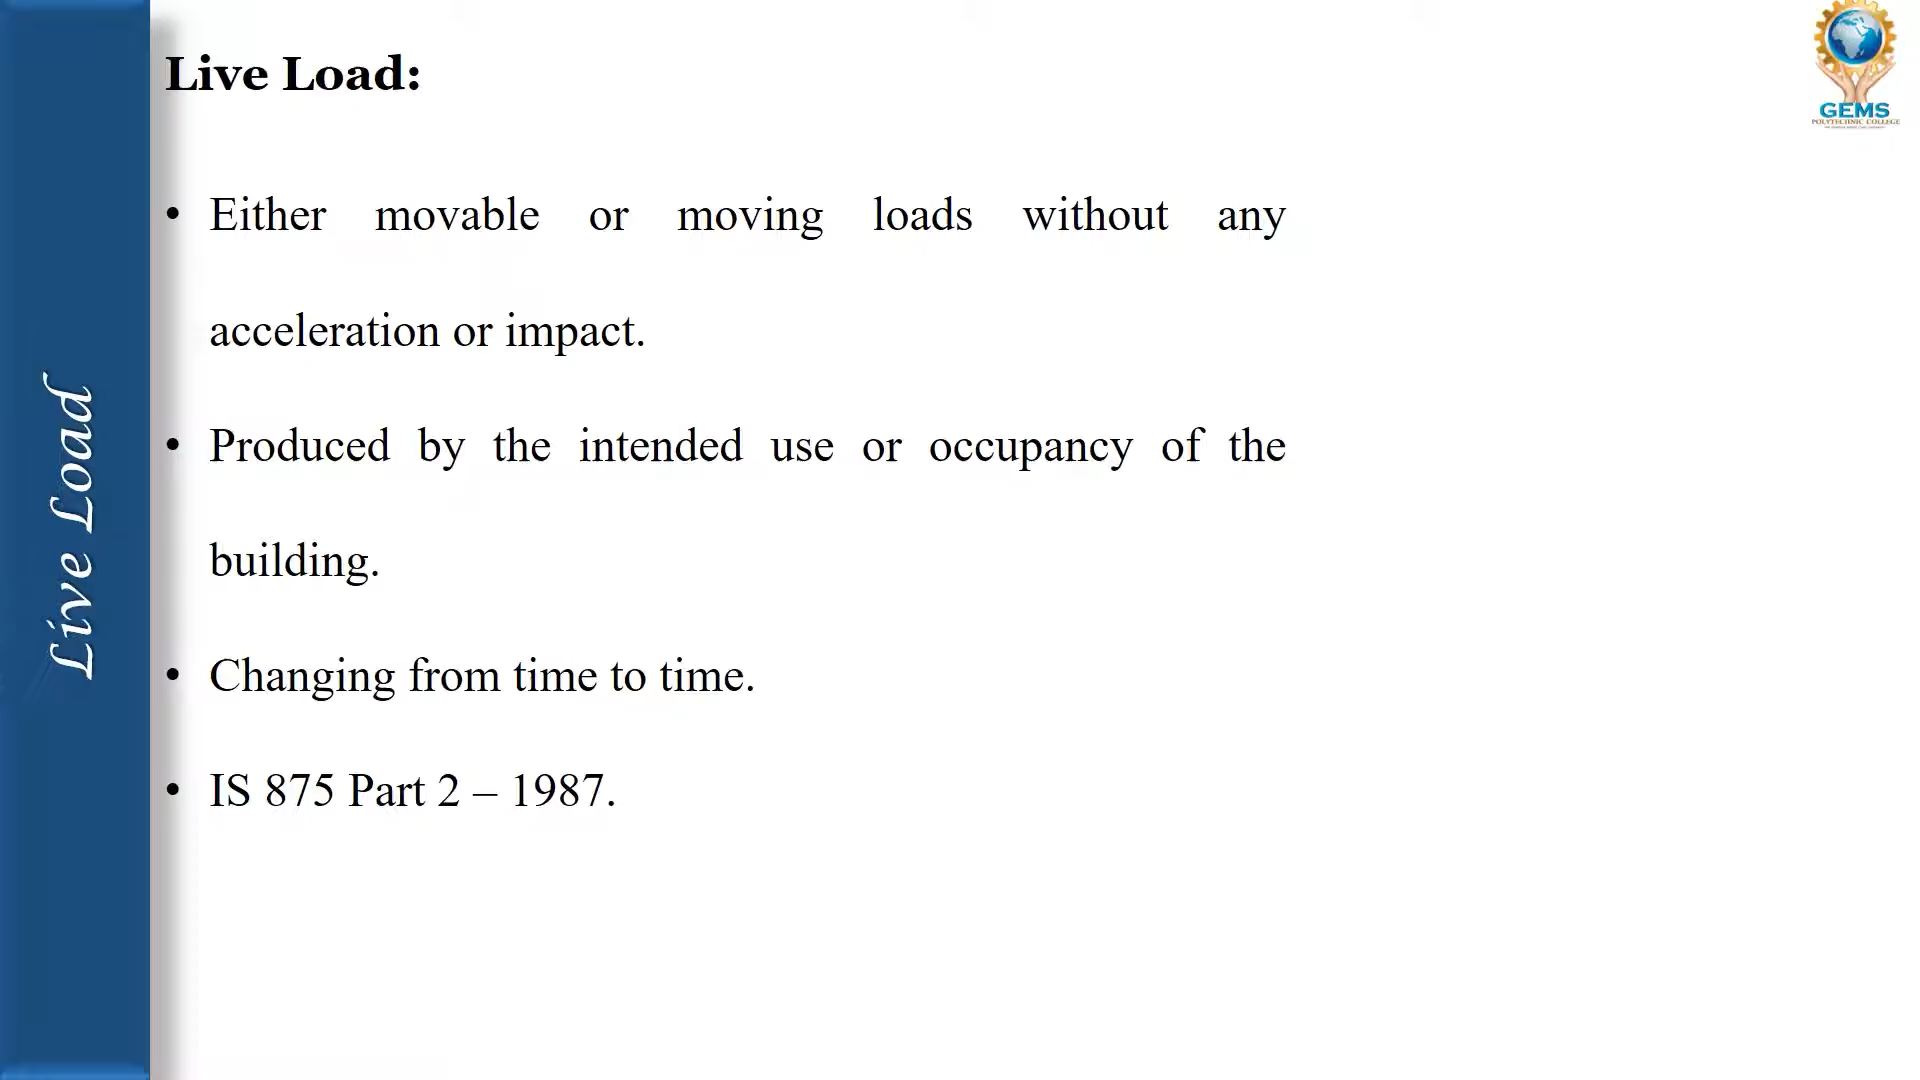 Live Load:
GEMS
POLYTECHNIC COLLEGE
• Either movable or moving loads without any
acceleration or impact.
• Produced by the intended use or occupancy of the
building.
• Changing from time to time.
• IS 875 Part 2 – 1987.
Live Load